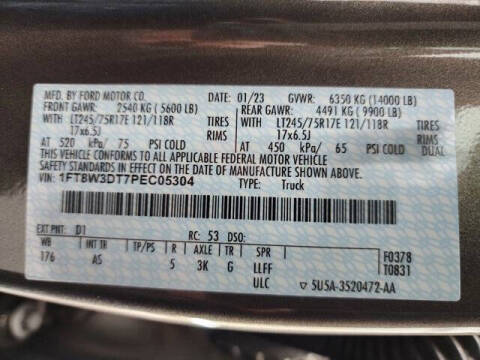 MFD. BY FORD MOTOR CO.
01/23 GVWR: 6350 KG (14000 LB)
FRONT GAWR: 2540 KG (5600 LB)
REAR GAWR: 4491 KG (9900 LB)
WITH LT245/75R17E 121/118R TIRES
WITH LT245/75R17E 121/118R TIRES
17x6.5J RIMS
17x6.5J RIMS
AT 520 kPa/ 75 PSI COLD
AT 450 kPa/ 65 PSI COLD DUAL
THIS VEHICLE CONFORMS TO ALL APPLICABLE FEDERAL MOTOR VEHICLE
SAFETY STANDARDS IN EFFECT ON THE DATE OF MANUFACTURE SHOWN ABOVE.
VIN: 1FT8W3DT7PEC05304 TYPE: Truck
EXT PNT: D1 RC: 53 DSO:
WB INT TR TP/PS R AXLE TR SPR
176 AS 5 3K G LLFF
ULC
F0378
T0831
5U5A-3520472-AA